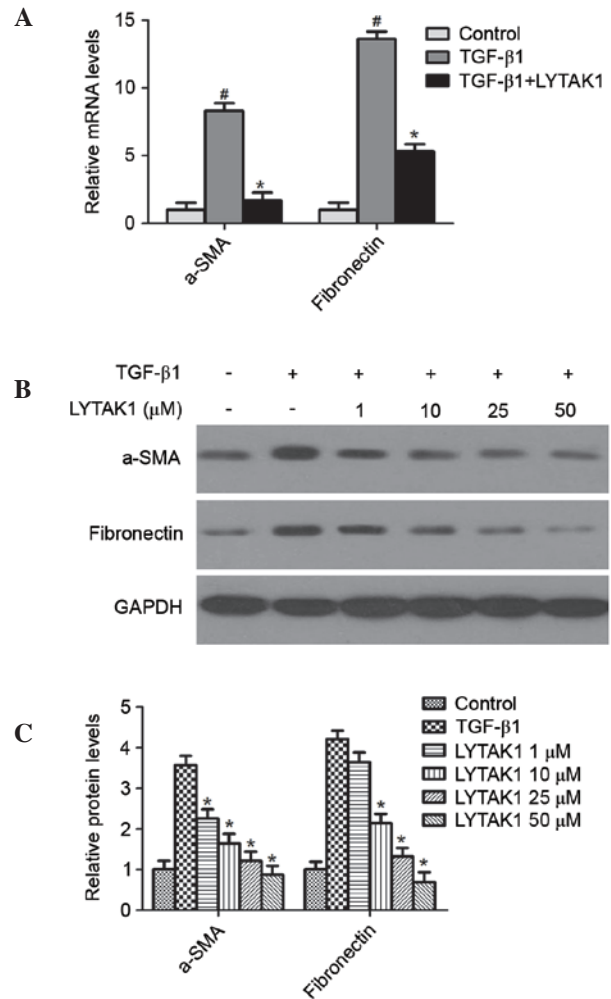 A
Relative mRNA levels
15
10
5
0
# * # *
Control
TGF-β1
TGF-β1+LYTAK1
a-SMA
Fibronectin
B
TGF-β1 - + + + + +
LYTAK1 (μM) - - 1 10 25 50
a-SMA
Fibronectin
GAPDH
C
Relative protein levels
5
4
3
2
1
0
* * * * * * *
Control
TGF-β1
LYTAK1 1 μM
LYTAK1 10 μM
LYTAK1 25 μM
LYTAK1 50 μM
a-SMA
Fibronectin